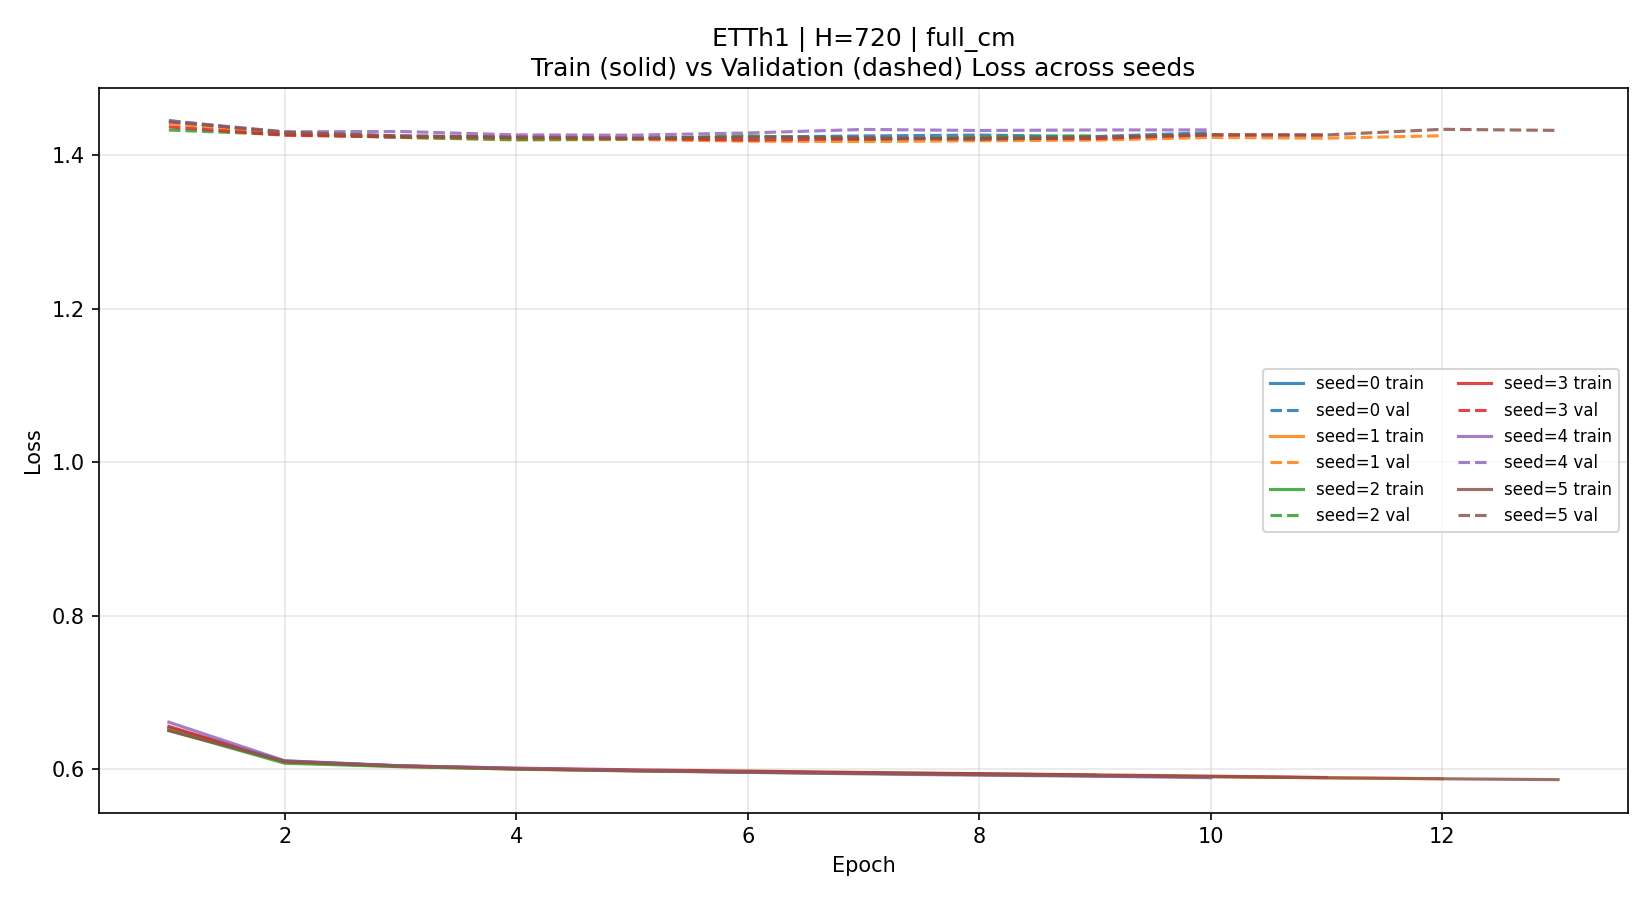 ETTh1 | H=720 | full_cm
Train (solid) vs Validation (dashed) Loss across seeds
Loss
1.4
1.2
1.0
0.8
0.6
seed=0 train
seed=0 val
seed=1 train
seed=1 val
seed=2 train
seed=2 val
seed=3 train
seed=3 val
seed=4 train
seed=4 val
seed=5 train
seed=5 val
2 4 6 8 10 12
Epoch